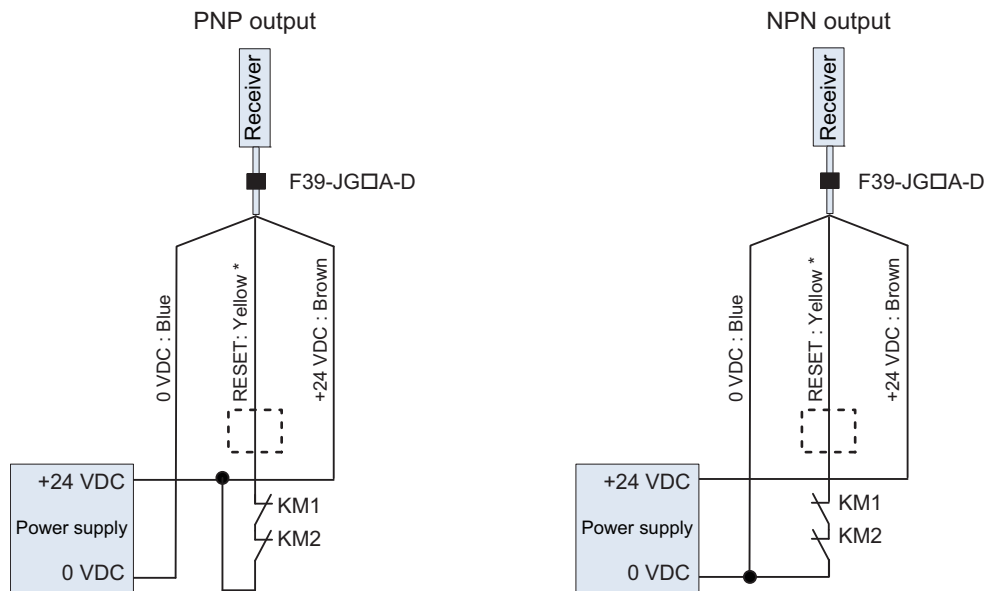 PNP output
Receiver
F39-JG□A-D
0 VDC : Blue
RESET : Yellow *
+24 VDC : Brown
+24 VDC
Power supply
0 VDC
KM1
KM2
NPN output
Receiver
F39-JG□A-D
0 VDC : Blue
RESET : Yellow *
+24 VDC : Brown
+24 VDC
Power supply
0 VDC
KM1
KM2